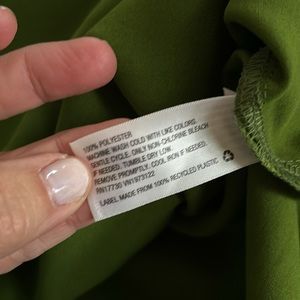 100% POLYESTER
MACHINE WASH COLD WITH LIKE COLORS,
GENTLE CYCLE. ONLY NON-CHLORINE BLEACH
IF NEEDED. TUMBLE DRY LOW.
REMOVE PROMPTLY. COOL IRON IF NEEDED.
RN17730 VN1973122
LABEL MADE FROM 100% RECYCLED PLASTIC